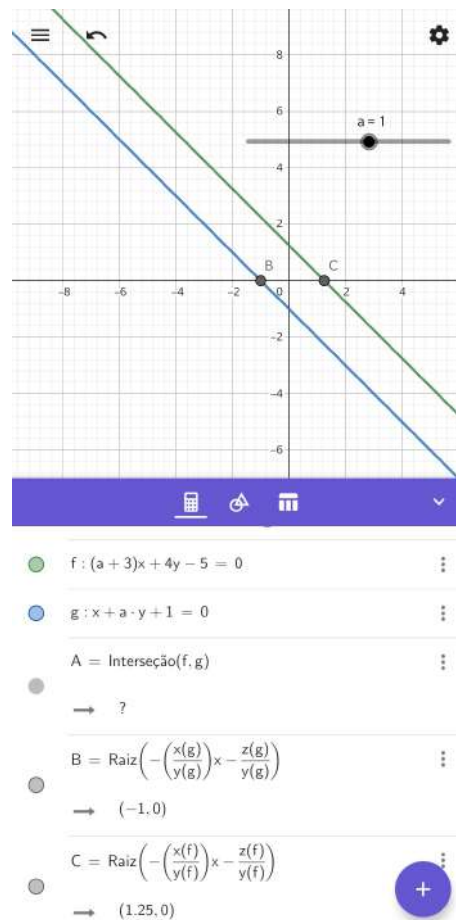 8
6
a = 1
4
2
B
C
-8
-6
-4
-2
0
2
4
-2
-4
-6
f : (a + 3)x + 4y − 5 = 0
g : x + a · y + 1 = 0
A = Interseção(f, g)
→ ?
B = Raiz(−(x(g)/y(g))x − z(g)/y(g))
→ (−1, 0)
C = Raiz(−(x(f)/y(f))x − z(f)/y(f))
→ (1.25, 0)
+